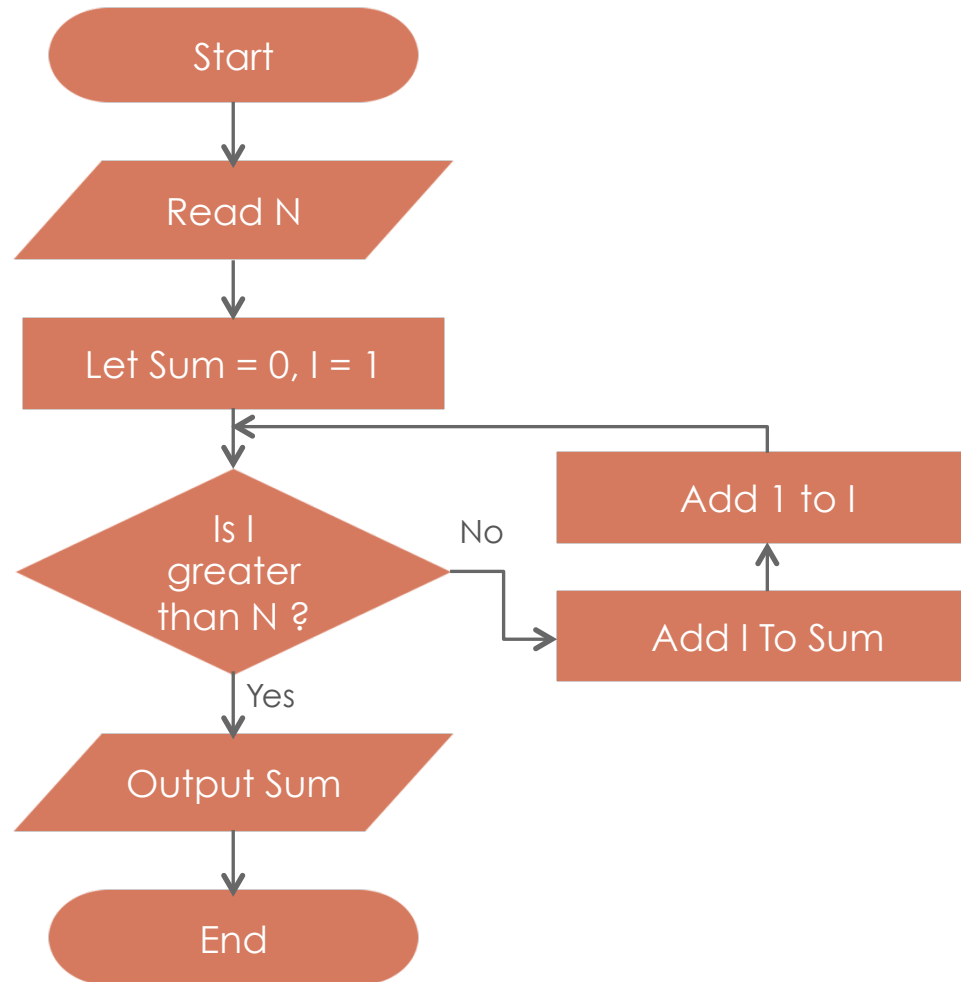 Start
Read N
Let Sum = 0, I = 1
Is I
greater
than N ?
No
Add 1 to I
Add I To Sum
Yes
Output Sum
End